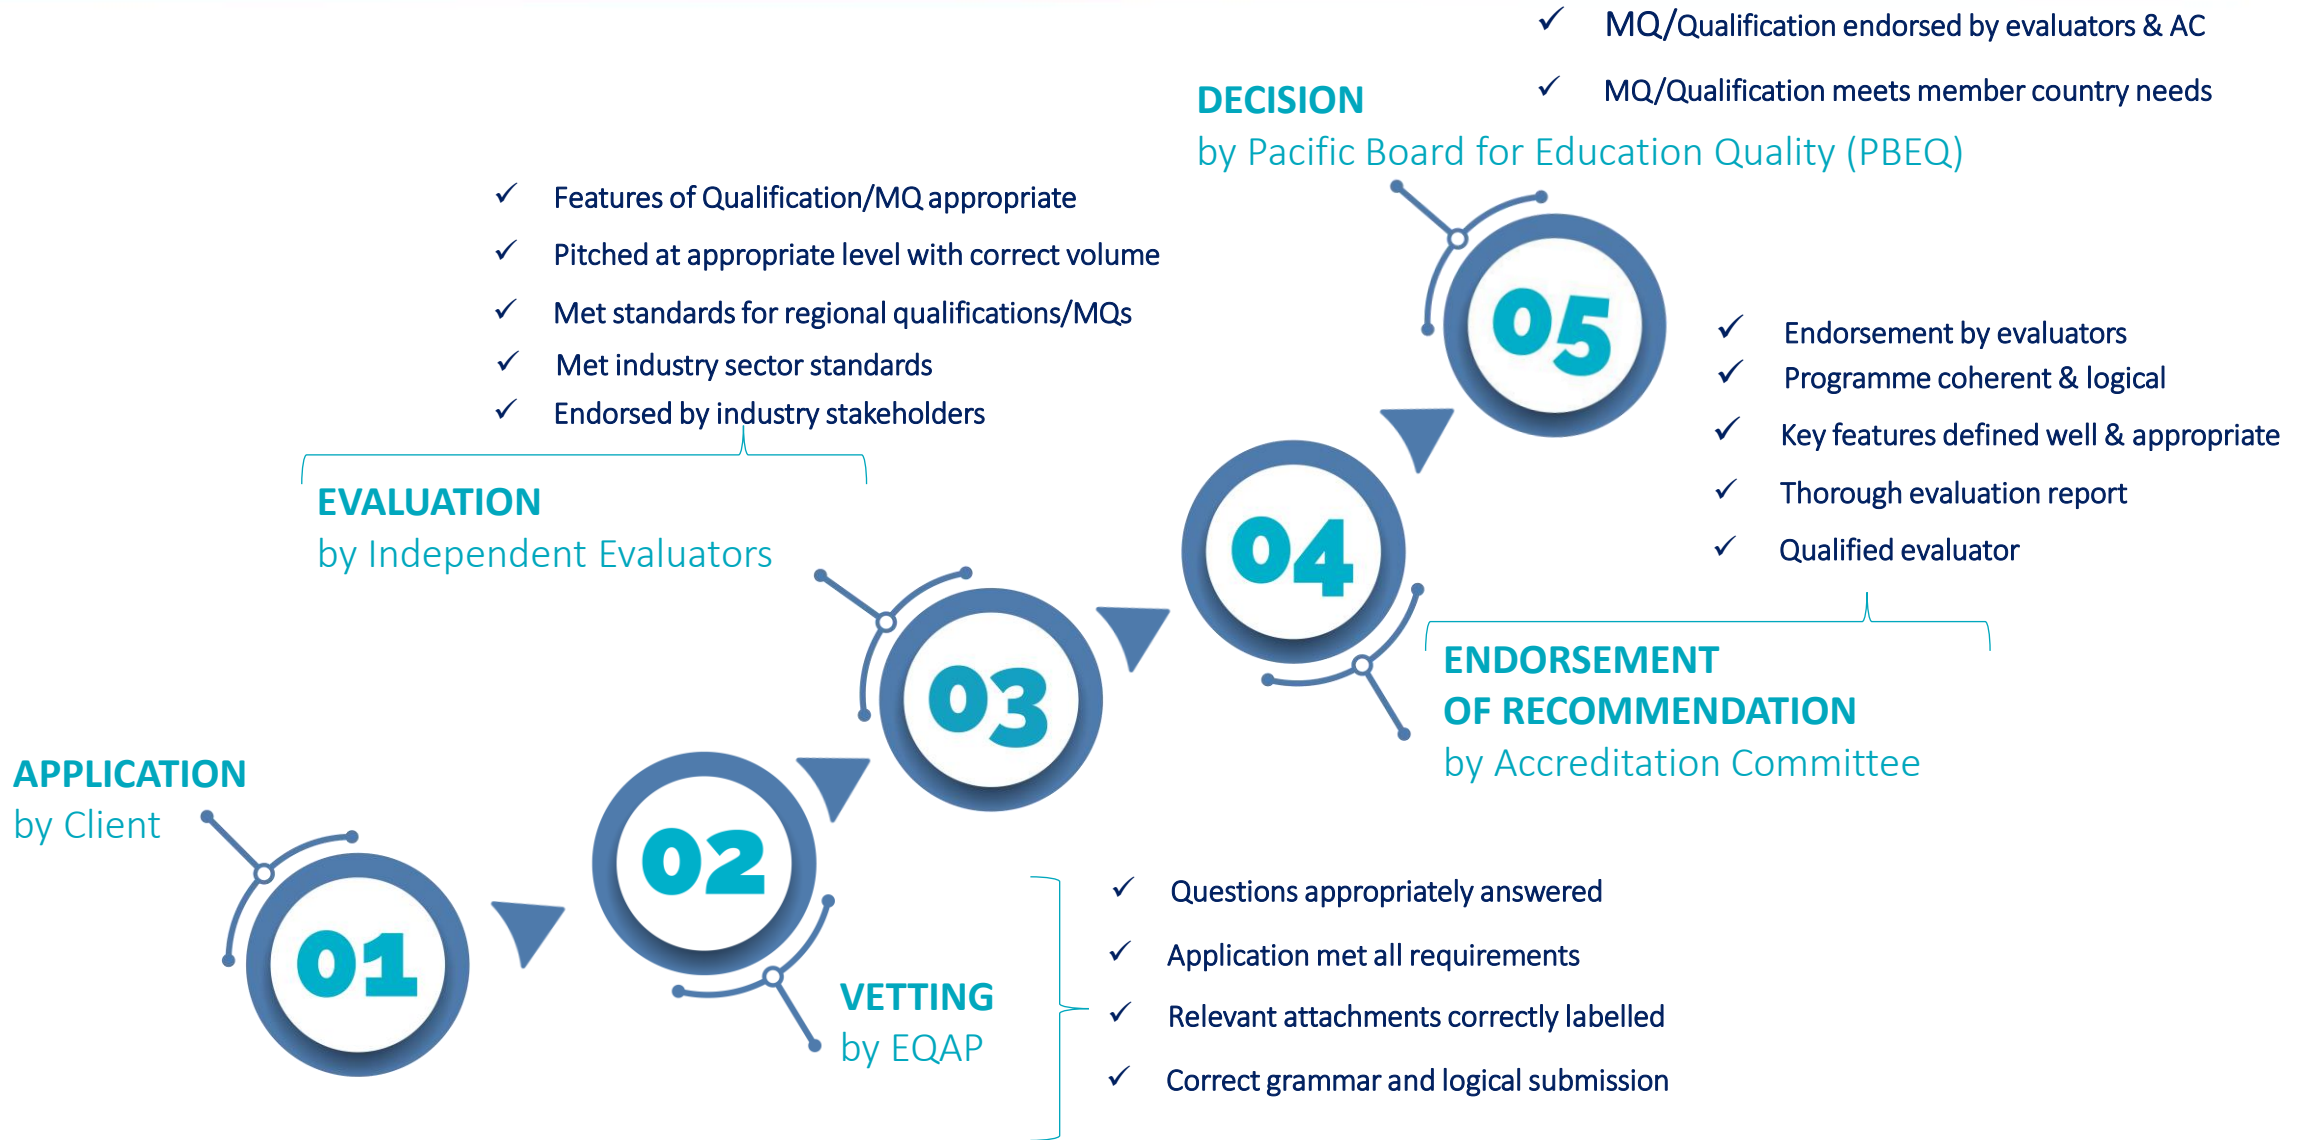 APPLICATION
by Client
01
02
VETTING
by EQAP
✓ Questions appropriately answered
✓ Application met all requirements
✓ Relevant attachments correctly labelled
✓ Correct grammar and logical submission
✓ Features of Qualification/MQ appropriate
✓ Pitched at appropriate level with correct volume
✓ Met standards for regional qualifications/MQs
✓ Met industry sector standards
✓ Endorsed by industry stakeholders
EVALUATION
by Independent Evaluators
03
04
✓ Endorsement by evaluators
✓ Programme coherent & logical
✓ Key features defined well & appropriate
✓ Thorough evaluation report
✓ Qualified evaluator
ENDORSEMENT
OF RECOMMENDATION
by Accreditation Committee
✓ MQ/Qualification endorsed by evaluators & AC
✓ MQ/Qualification meets member country needs
DECISION
by Pacific Board for Education Quality (PBEQ)
05